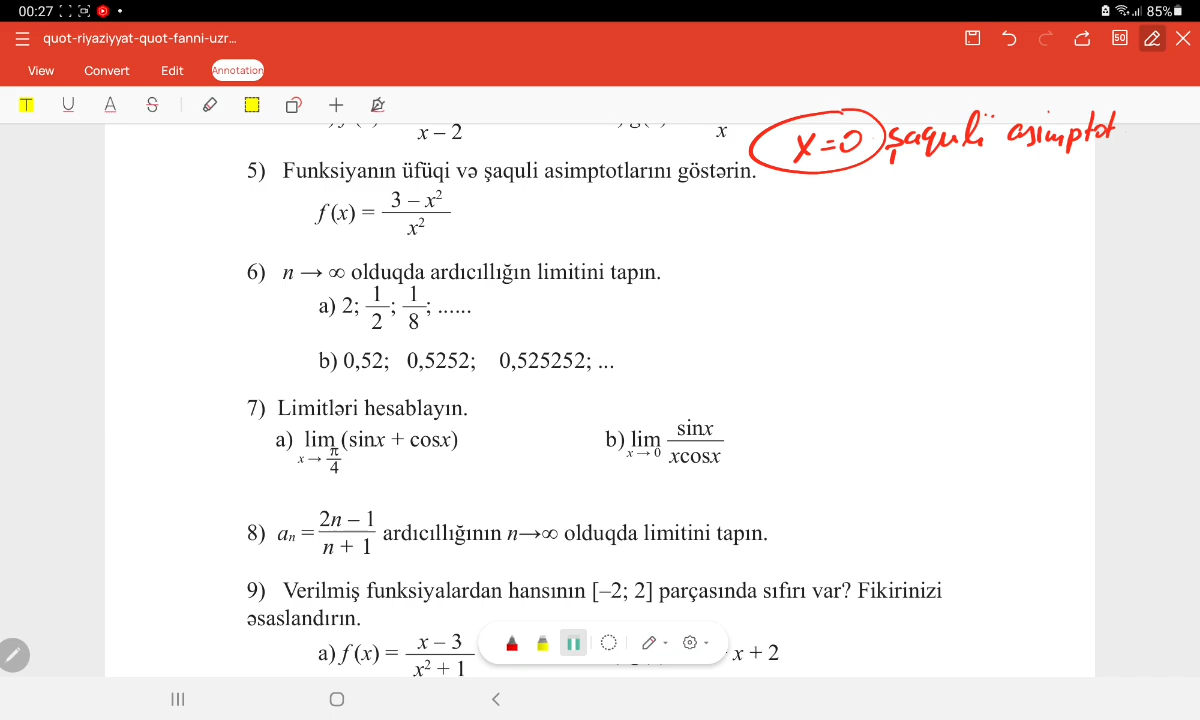 00:27 85%
quot-riyaziyyat-quot-fanni-uzr... 50
View Convert Edit Annotation
x – 2 x
x=0 şaquli asimptot
5) Funksiyanın üfüqi və şaquli asimptotlarını göstərin.
f(x) = (3 – x²)/x²
6) n → ∞ olduqda ardıcıllığın limitini tapın.
a) 2; 1/2; 1/8; ......
b) 0,52; 0,5252; 0,525252; ...
7) Limitləri hesablayın.
a) lim x → π/4 (sinx + cosx) b) lim x → 0 sinx/xcosx
8) aₙ = (2n – 1)/(n + 1) ardıcıllığının n→∞ olduqda limitini tapın.
9) Verilmiş funksiyalardan hansının [–2; 2] parçasında sıfırı var? Fikirinizi
əsaslandırın.
a) f(x) = (x – 3)/(x² + 1) x + 2